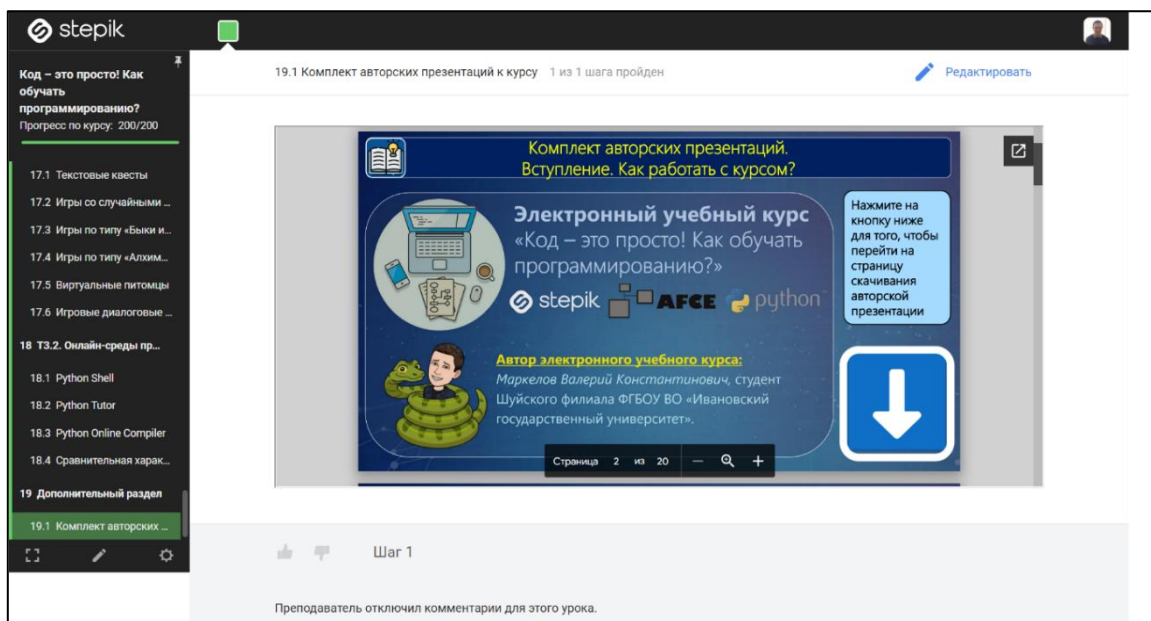 stepik
Код – это просто! Как
обучать
программированию?
Прогресс по курсу: 200/200
17.1 Текстовые квесты
17.2 Игры со случайными ...
17.3 Игры по типу «Быки и...
17.4 Игры по типу «Алхим...
17.5 Виртуальные питомцы
17.6 Игровые диалоговые ...
18 Т3.2. Онлайн-среды пр...
18.1 Python Shell
18.2 Python Tutor
18.3 Python Online Compiler
18.4 Сравнительная харак...
19 Дополнительный раздел
19.1 Комплект авторских ...
19.1 Комплект авторских презентаций к курсу 1 из 1 шага пройден
Редактировать
Комплект авторских презентаций.
Вступление. Как работать с курсом?
Электронный учебный курс
«Код – это просто! Как обучать
программированию?»
stepik AFCE python
Автор электронного учебного курса:
Маркелов Валерий Константинович, студент
Шуйского филиала ФГБОУ ВО «Ивановский
государственный университет».
Нажмите на
кнопку ниже
для того, чтобы
перейти на
страницу
скачивания
авторской
презентации
Страница 2 из 20
Шаг 1
Преподаватель отключил комментарии для этого урока.